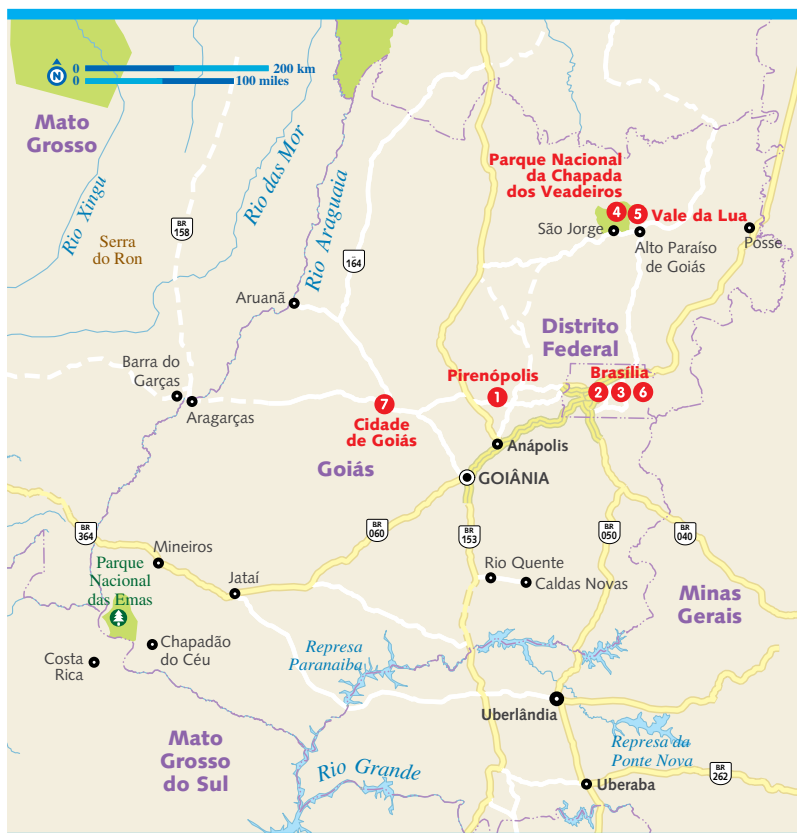 0 200 km
N
0 100 miles
Mato
Grosso
Rio Xingu
Rio das Mor
Rio Araguaia
Serra
do Ron
BR
158
164
Parque Nacional
da Chapada
dos Veadeiros
4
5
Vale da Lua
São Jorge
Alto Paraíso
de Goiás
Posse
Aruanã
Distrito
Federal
Barra do
Garças
Aragarças
Pirenópolis
1
Brasília
2
3
6
7
Cidade
de Goiás
Goiás
Anápolis
GOIÂNIA
BR
364
BR
060
BR
153
BR
050
BR
040
Mineiros
Parque
Nacional
das Emas
Jataí
Rio Quente
Caldas Novas
Minas
Gerais
Chapadão
do Céu
Costa
Rica
Represa
Paranaiba
Uberlândia
Mato
Grosso
do Sul
Rio Grande
Represa da
Ponte Nova
BR
262
Uberaba